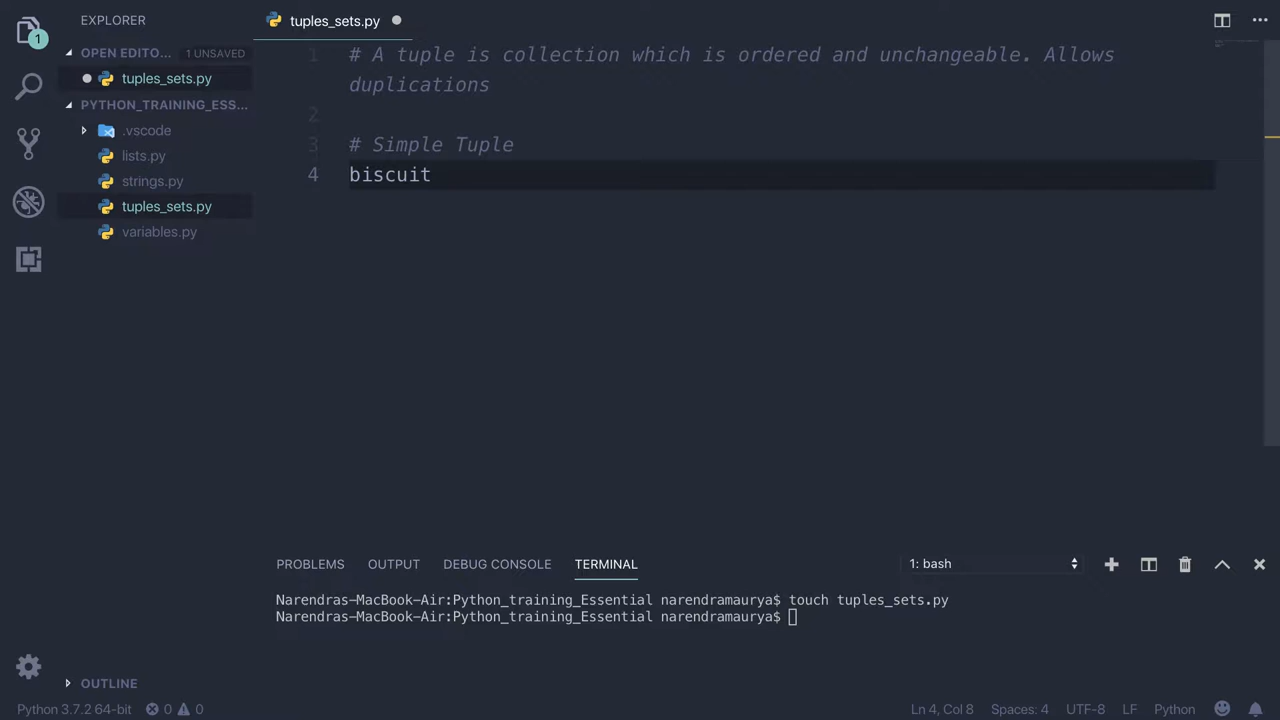 EXPLORER
tuples_sets.py
OPEN EDITO... 1 UNSAVED
tuples_sets.py
PYTHON_TRAINING_ESS...
.vscode
lists.py
strings.py
tuples_sets.py
variables.py
1
1 # A tuple is collection which is ordered and unchangeable. Allows
duplications
2
3 # Simple Tuple
4 biscuit
PROBLEMS OUTPUT DEBUG CONSOLE TERMINAL 1: bash
Narendras-MacBook-Air:Python_training_Essential narendramaurya$ touch tuples_sets.py
Narendras-MacBook-Air:Python_training_Essential narendramaurya$
OUTLINE
Python 3.7.2 64-bit 0 0 Ln 4, Col 8 Spaces: 4 UTF-8 LF Python